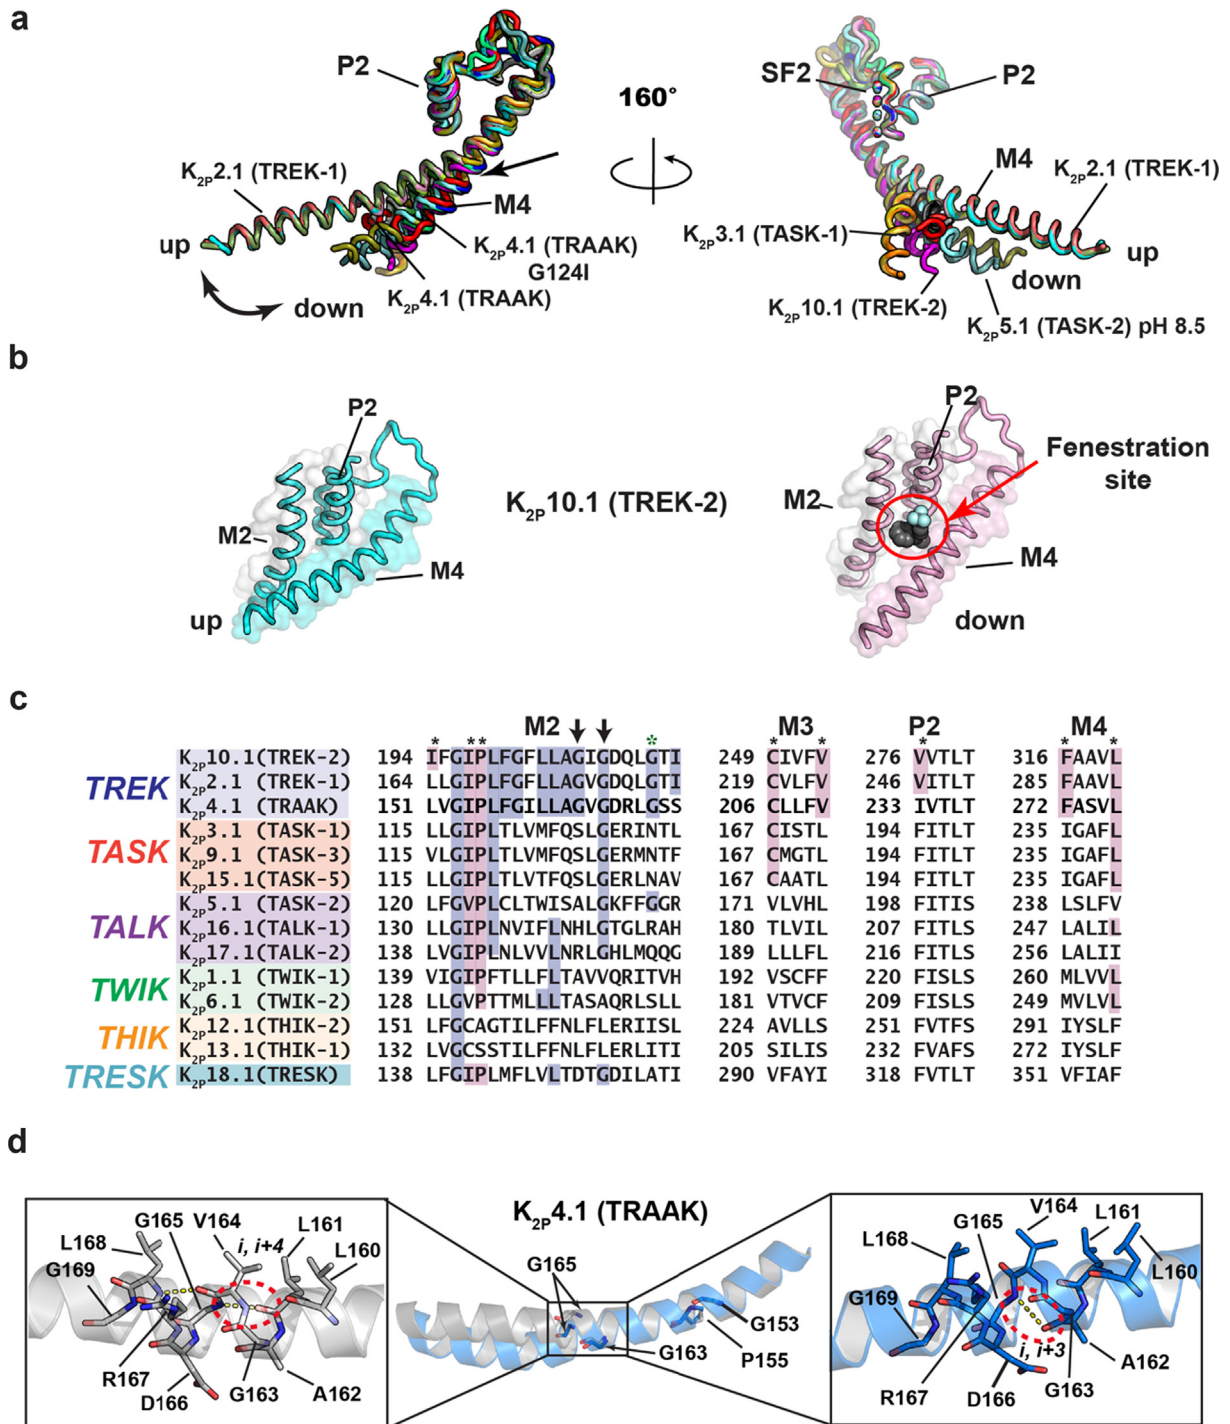 a
P2
K2P2.1 (TREK-1)
up
down
M4
K2P4.1 (TRAAK)
G124I
K2P4.1 (TRAAK)
160°
SF2
P2
M4
K2P2.1 (TREK-1)
K2P3.1 (TASK-1)
up
down
K2P10.1 (TREK-2)
K2P5.1 (TASK-2) pH 8.5
b
P2
M2
M4
up
K2P10.1 (TREK-2)
P2
Fenestration
site
M2
M4
down
c
M2 M3 P2 M4
* ** * * * * * *
TREK
K2P10.1(TREK-2) 194 IFGIPLFGFLLAGIGDQLGTI 249 CIVFV 276 VVTLT 316 FAAVL
K2P2.1 (TREK-1) 164 LLGIPLFGFLLAGVGDQLGTI 219 CVLFV 246 VITLT 285 FAAVL
K2P4.1 (TRAAK) 151 LVGIPLFGILLAGVGDRLGSS 206 CLLFV 233 IVTLT 272 FASVL
TASK
K2P3.1 (TASK-1) 115 LLGIPLTLVMFQSLGERINTL 167 CISTL 194 FITLT 235 IGAFL
K2P9.1 (TASK-3) 115 VLGIPLTLVMFQSLGERMNTF 167 CMGTL 194 FITLT 235 IGAFL
K2P15.1(TASK-5) 115 LLGIPLTLVTFQSLGERLNAV 167 CAATL 194 FITLT 235 IGAFL
TALK
K2P5.1 (TASK-2) 120 LFGVPLCLTWISALGKFFGGR 171 VLVHL 198 FITIS 238 LSLFV
K2P16.1(TALK-1) 130 LLGIPLNVIFLNHLGTGLRAH 180 TLVIL 207 FITLS 247 LALIL
K2P17.1(TALK-2) 138 LVGIPLNLVVLNRLGHLMQQG 189 LLLFL 216 FITLS 256 LALII
TWIK
K2P1.1 (TWIK-1) 139 VIGIPFTLLFLTAVVQRITVH 192 VSCFF 220 FISLS 260 MLVVL
K2P6.1 (TWIK-2) 128 LLGVPTTMLLLTASAQRLSLL 181 VTVCF 209 FISLS 249 MVLVL
THIK
K2P12.1(THIK-2) 151 LFGCAGTILFFNLFLERIISL 224 AVLLS 251 FVTFS 291 IYSLF
K2P13.1(THIK-1) 132 LVGCSSTILFFNLFLERLITI 205 SILIS 232 FVAFS 272 IYSLF
TRESK
K2P18.1(TRESK) 138 LFGIPLMFLVLTDTGDILATI 290 VFAYI 318 FVTLT 351 VFIAF
d
G165 V164 L161
L168 i, i+4 L160
G169
R167 D166 G163 A162
K2P4.1 (TRAAK)
G165
G153
G163 P155
V164
G165 L161
L168 L160
G169
i, i+3
R167 D166 G163 A162